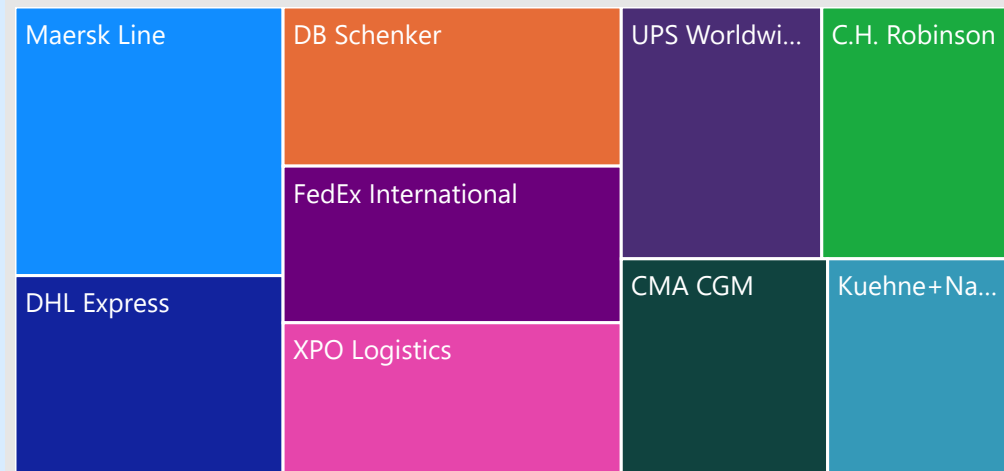 Maersk Line
DHL Express
DB Schenker
FedEx International
XPO Logistics
UPS Worldwi...
C.H. Robinson
CMA CGM
Kuehne+Na...